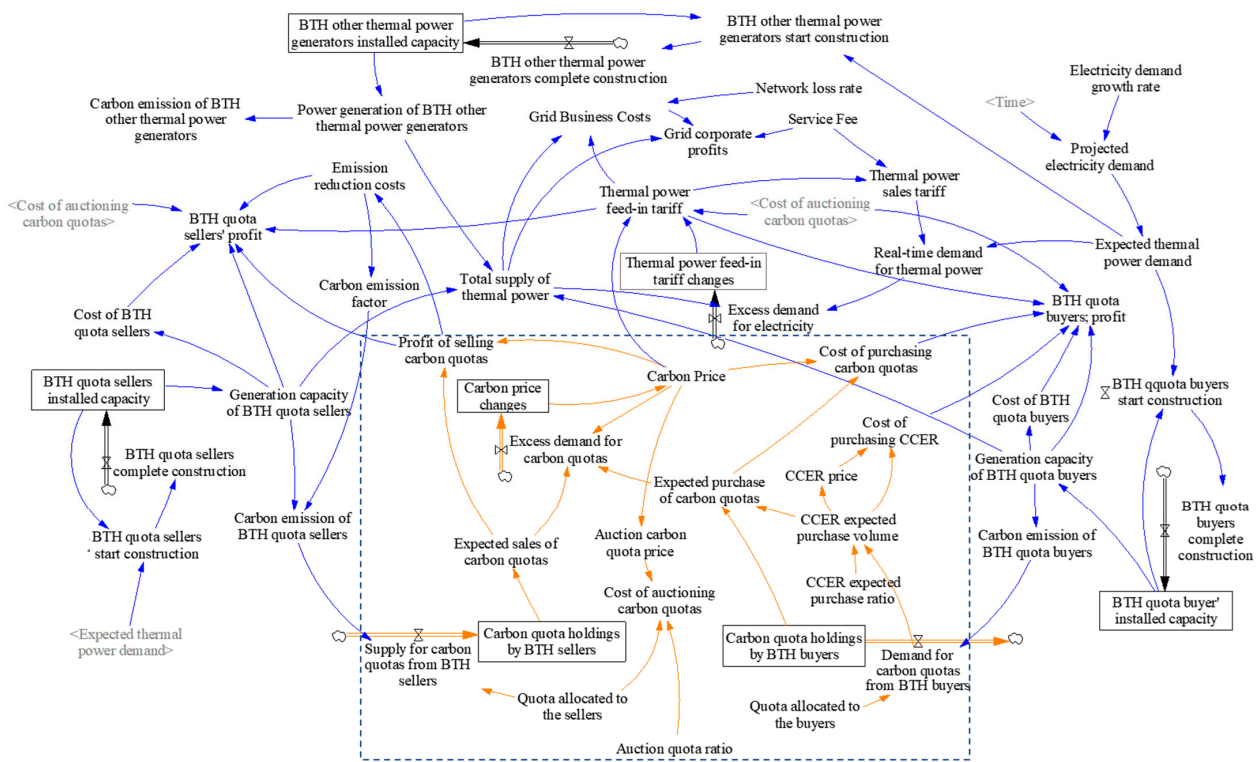 BTH other thermal power
generators installed capacity
BTH other thermal power
generators start construction
BTH other thermal power
generators complete construction
Electricity demand
growth rate
Network loss rate
<Time>
Carbon emission of BTH
other thermal power
generators
Power generation of BTH other
thermal power generators
Grid Business Costs
Service Fee
Grid corporate
profits
Projected
electricity demand
Emission
reduction costs
Thermal power
sales tariff
Thermal power
feed-in tariff
<Cost of auctioning
carbon quotas>
<Cost of auctioning
carbon quotas>
BTH quota
sellers' profit
Real-time demand
for thermal power
Expected thermal
power demand
Thermal power feed-in
tariff changes
Total supply of
thermal power
Carbon emission
factor
Excess demand
for electricity
BTH quota
buyers; profit
Cost of BTH
quota sellers
Profit of selling
carbon quotas
Cost of purchasing
carbon quotas
Carbon Price
BTH quota sellers
installed capacity
Generation capacity
of BTH quota sellers
Carbon price
changes
Cost of BTH
quota buyers
BTH qquota buyers
start construction
Cost of
purchasing CCER
Excess demand for
carbon quotas
BTH quota sellers
complete construction
CCER price
Expected purchase
of carbon quotas
Generation capacity
of BTH quota buyers
Carbon emission of
BTH quota sellers
CCER expected
purchase volume
BTH quota
buyers
complete
construction
BTH quota sellers
' start construction
Expected sales of
carbon quotas
Auction carbon
quota price
Carbon emission of
BTH quota buyers
CCER expected
purchase ratio
Cost of auctioning
carbon quotas
BTH quota buyer'
installed capacity
<Expected thermal
power demand>
Carbon quota holdings
by BTH sellers
Carbon quota holdings
by BTH buyers
Supply for carbon
quotas from BTH
sellers
Demand for
carbon quotas
from BTH buyers
Quota allocated to
the sellers
Quota allocated to
the buyers
Auction quota ratio